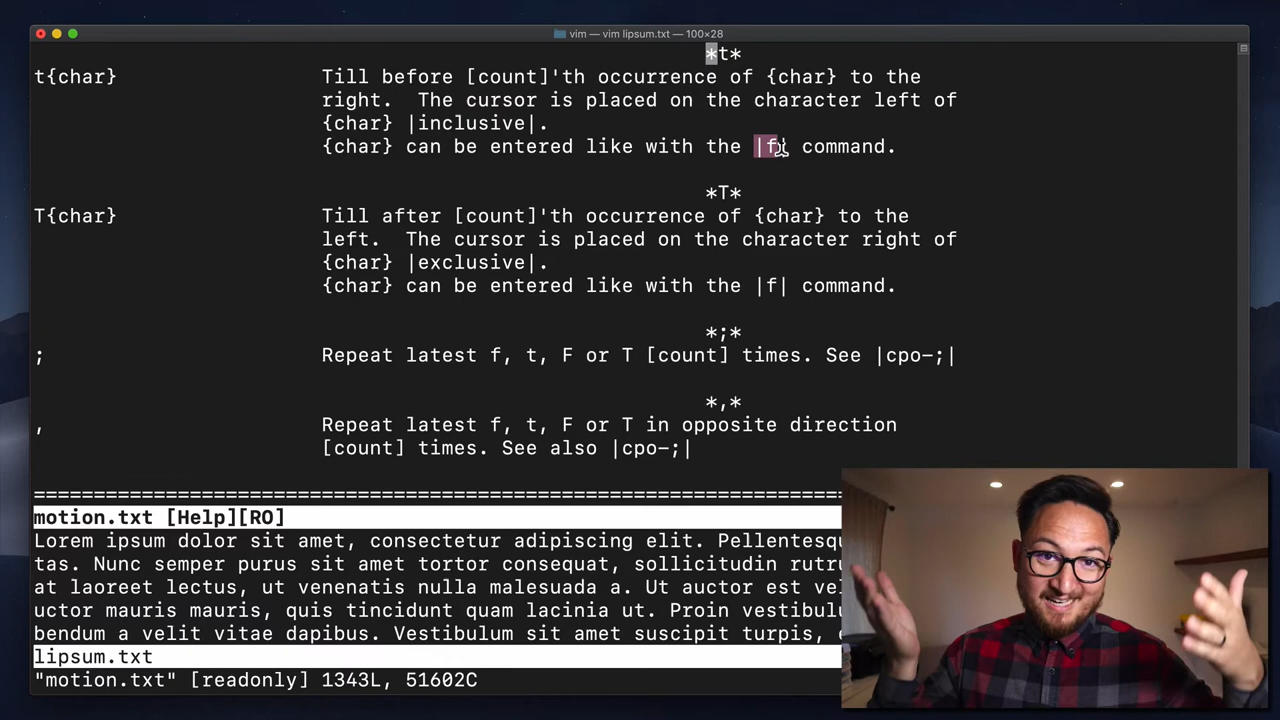 vim — vim lipsum.txt — 100×28
*t*
t{char} Till before [count]'th occurrence of {char} to the
right. The cursor is placed on the character left of
{char} |inclusive|.
{char} can be entered like with the |f| command.
*T*
T{char} Till after [count]'th occurrence of {char} to the
left. The cursor is placed on the character right of
{char} |exclusive|.
{char} can be entered like with the |f| command.
*;*
; Repeat latest f, t, F or T [count] times. See |cpo-;|
*,*
, Repeat latest f, t, F or T in opposite direction
[count] times. See also |cpo-;|
====================================================================
motion.txt [Help][RO]
Lorem ipsum dolor sit amet, consectetur adipiscing elit. Pellentesqu
tas. Nunc semper purus sit amet tortor consequat, sollicitudin rutru
at laoreet lectus, ut venenatis nulla malesuada a. Ut auctor est vel
uctor mauris mauris, quis tincidunt quam lacinia ut. Proin vestibulu
bendum a velit vitae dapibus. Vestibulum sit amet suscipit turpis,
lipsum.txt
"motion.txt" [readonly] 1343L, 51602C